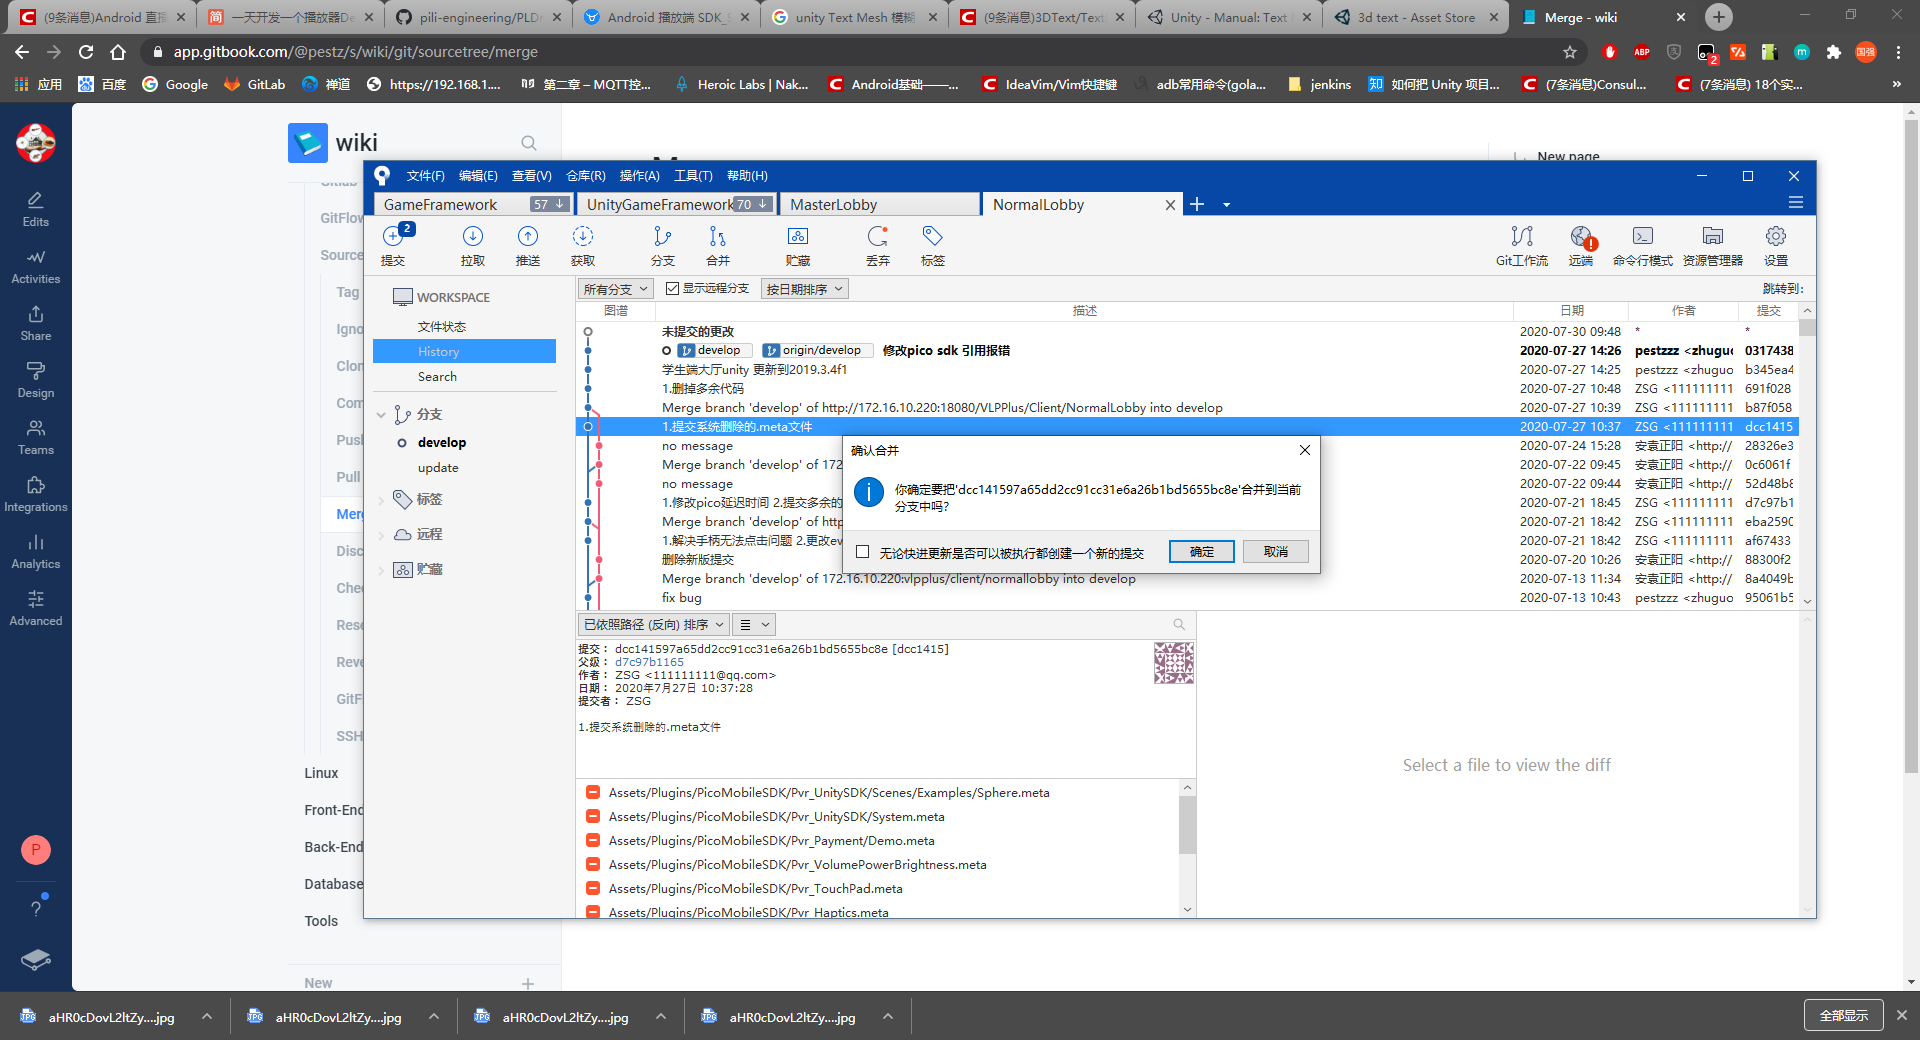 (9条消息)Android 直播
一天开发一个播放器De
pili-engineering/PLDr
Android 播放端 SDK_S
unity Text Mesh 模糊
(9条消息)3DText/Text
Unity - Manual: Text M
3d text - Asset Store
Merge - wiki
app.gitbook.com/@pestz/s/wiki/git/sourcetree/merge
ABP
2
国强
应用
百度
Google
GitLab
禅道
https://192.168.1....
第二章 – MQTT控...
Heroic Labs | Nak...
Android基础——...
IdeaVim/Vim快捷键
adb常用命令(gola...
jenkins
如何把 Unity 项目...
(7条消息)Consul...
(7条消息) 18个实...
»
wiki
New page
Edits
Activities
Share
Design
Teams
Integrations
Analytics
Advanced
P
?
GitFlow
Source
Tag
Igno
Clon
Com
Push
Pull
Merg
Disc
Chec
Rese
Reve
GitF
SSH
Linux
Front-End
Back-End
Database
Tools
New
文件(F) 编辑(E) 查看(V) 仓库(R) 操作(A) 工具(T) 帮助(H)
GameFramework 57
UnityGameFramework 70
MasterLobby
NormalLobby
2
提交
拉取
推送
获取
分支
合并
贮藏
丢弃
标签
Git工作流
远端
命令行模式
资源管理器
设置
WORKSPACE
文件状态
History
Search
分支
develop
update
标签
远程
贮藏
所有分支
显示远程分支
按日期排序
跳转到:
图谱 描述 日期 作者 提交
未提交的更改 2020-07-30 09:48 * *
develop origin/develop 修改pico sdk 引用报错 2020-07-27 14:26 pestzzz <zhuguo 0317438
学生端大厅unity 更新到2019.3.4f1 2020-07-27 14:25 pestzzz <zhuguo b345ea4
1.删掉多余代码 2020-07-27 10:48 ZSG <111111111 691f028
Merge branch 'develop' of http://172.16.10.220:18080/VLPPlus/Client/NormalLobby into develop 2020-07-27 10:39 ZSG <111111111 b87f058
1.提交系统删除的.meta文件 2020-07-27 10:37 ZSG <111111111 dcc1415
no message 2020-07-24 15:28 安袁正阳 <http:/ 28326e3
Merge branch 'develop' of 172 2020-07-22 09:45 安袁正阳 <http:/ 0c6061f
no message 2020-07-22 09:44 安袁正阳 <http:/ 52d48b8
1.修改pico延迟时间 2.提交多余的 2020-07-21 18:45 ZSG <111111111 d7c97b1
Merge branch 'develop' of http 2020-07-21 18:42 ZSG <111111111 eba2590
1.解决手柄无法点击问题 2.更改ev 2020-07-21 18:42 ZSG <111111111 af67433
删除新版提交 2020-07-20 10:26 安袁正阳 <http:/ 88300f2
Merge branch 'develop' of 172.16.10.220:vlpplus/client/normallobby into develop 2020-07-13 11:34 安袁正阳 <http:/ 8a4049b
fix bug 2020-07-13 10:43 pestzzz <zhuguo 95061b5
确认合并
你确定要把'dcc141597a65dd2cc91cc31e6a26b1bd5655bc8e'合并到当前
分支中吗?
无论快进更新是否可以被执行都创建一个新的提交
确定
取消
已依照路径 (反向) 排序
提交: dcc141597a65dd2cc91cc31e6a26b1bd5655bc8e [dcc1415]
父级: d7c97b1165
作者: ZSG <111111111@qq.com>
日期: 2020年7月27日 10:37:28
提交者: ZSG
1.提交系统删除的.meta文件
Assets/Plugins/PicoMobileSDK/Pvr_UnitySDK/Scenes/Examples/Sphere.meta
Assets/Plugins/PicoMobileSDK/Pvr_UnitySDK/System.meta
Assets/Plugins/PicoMobileSDK/Pvr_Payment/Demo.meta
Assets/Plugins/PicoMobileSDK/Pvr_VolumePowerBrightness.meta
Assets/Plugins/PicoMobileSDK/Pvr_TouchPad.meta
Assets/Plugins/PicoMobileSDK/Pvr_Haptics.meta
Select a file to view the diff
aHR0cDovL2ltZy....jpg
aHR0cDovL2ltZy....jpg
aHR0cDovL2ltZy....jpg
aHR0cDovL2ltZy....jpg
全部显示